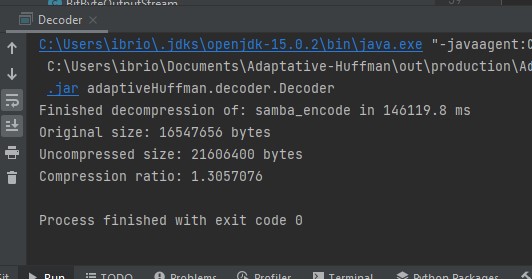 BitByteOutputStream
Decoder
C:\Users\ibrio\.jdks\openjdk-15.0.2\bin\java.exe "-javaagent:C
C:\Users\ibrio\Documents\Adaptative-Huffman\out\production\Ad
.jar adaptiveHuffman.decoder.Decoder
Finished decompression of: samba_encode in 146119.8 ms
Original size: 16547656 bytes
Uncompressed size: 21606400 bytes
Compression ratio: 1.3057076
Process finished with exit code 0
Run TODO Problems Profiler Terminal Build